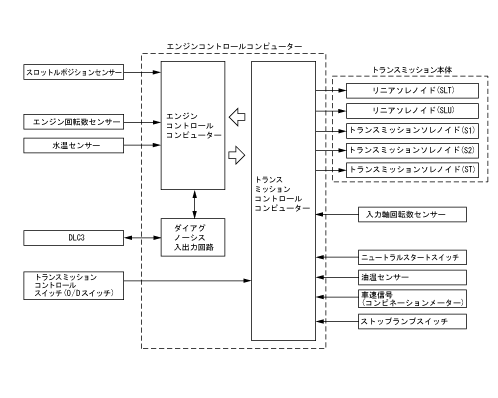 エンジンコントロールコンピューター
スロットルポジションセンサー
エンジン回転数センサー
水温センサー
DLC3
トランスミッション
コントロール
スイッチ(O/Dスイッチ)
エンジン
コントロール
コンピューター
ダイアグ
ノーシス
入出力回路
トランス
ミッション
コントロール
コンピューター
トランスミッション本体
リニアソレノイド(SLT)
リニアソレノイド(SLU)
トランスミッションソレノイド(S1)
トランスミッションソレノイド(S2)
トランスミッションソレノイド(ST)
入力軸回転数センサー
ニュートラルスタートスイッチ
油温センサー
車速信号
(コンビネーションメーター)
ストップランプスイッチ